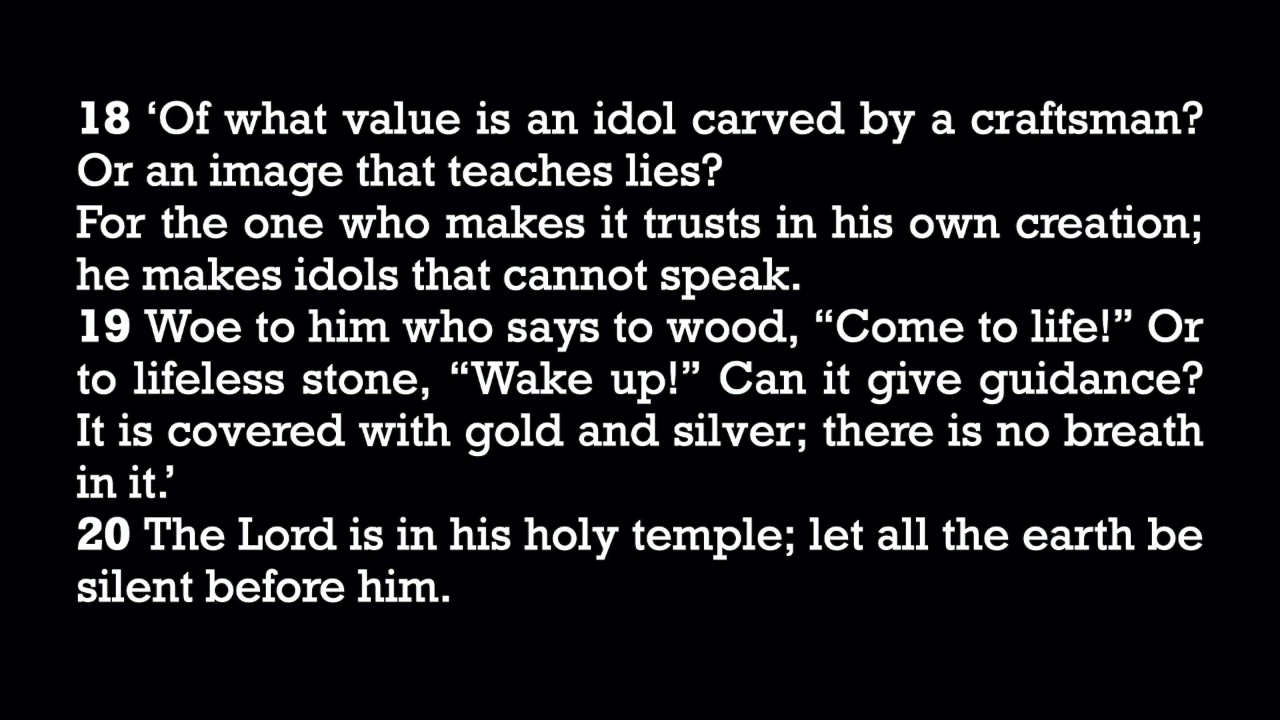 18 ‘Of what value is an idol carved by a craftsman?
Or an image that teaches lies?
For the one who makes it trusts in his own creation;
he makes idols that cannot speak.
19 Woe to him who says to wood, “Come to life!” Or
to lifeless stone, “Wake up!” Can it give guidance?
It is covered with gold and silver; there is no breath
in it.’
20 The Lord is in his holy temple; let all the earth be
silent before him.